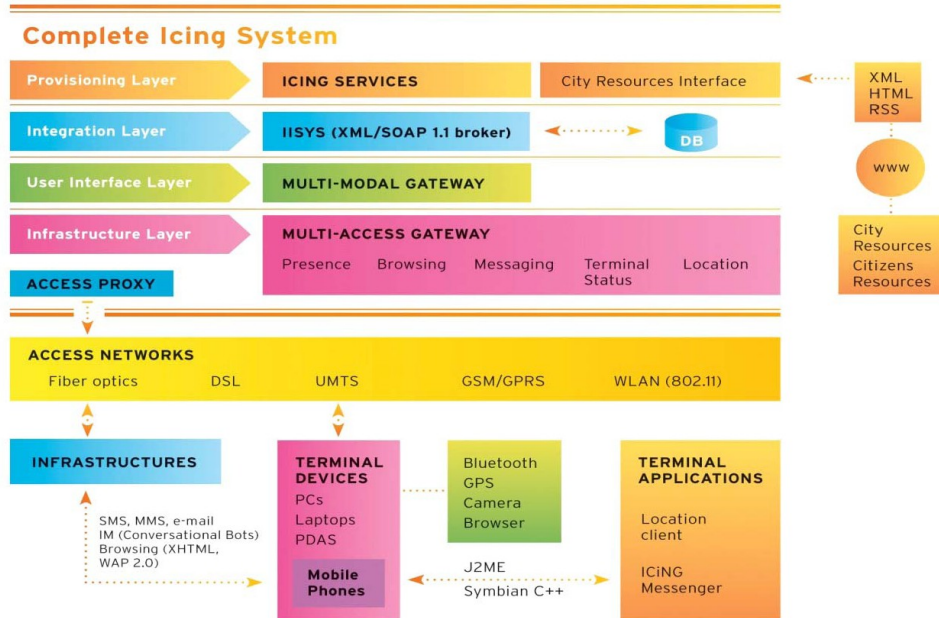 Complete Icing System
Provisioning Layer
ICING SERVICES
City Resources Interface
XML
HTML
RSS
Integration Layer
IISYS (XML/SOAP 1.1 broker)
DB
www
User Interface Layer
MULTI-MODAL GATEWAY
Infrastructure Layer
MULTI-ACCESS GATEWAY
Presence
Browsing
Messaging
Terminal
Status
Location
City
Resources
Citizens
Resources
ACCESS PROXY
ACCESS NETWORKS
Fiber optics
DSL
UMTS
GSM/GPRS
WLAN (802.11)
INFRASTRUCTURES
SMS, MMS, e-mail
IM (Conversational Bots)
Browsing (XHTML,
WAP 2.0)
TERMINAL
DEVICES
PCs
Laptops
PDAS
Mobile
Phones
Bluetooth
GPS
Camera
Browser
J2ME
Symbian C++
TERMINAL
APPLICATIONS
Location
client
ICiNG
Messenger